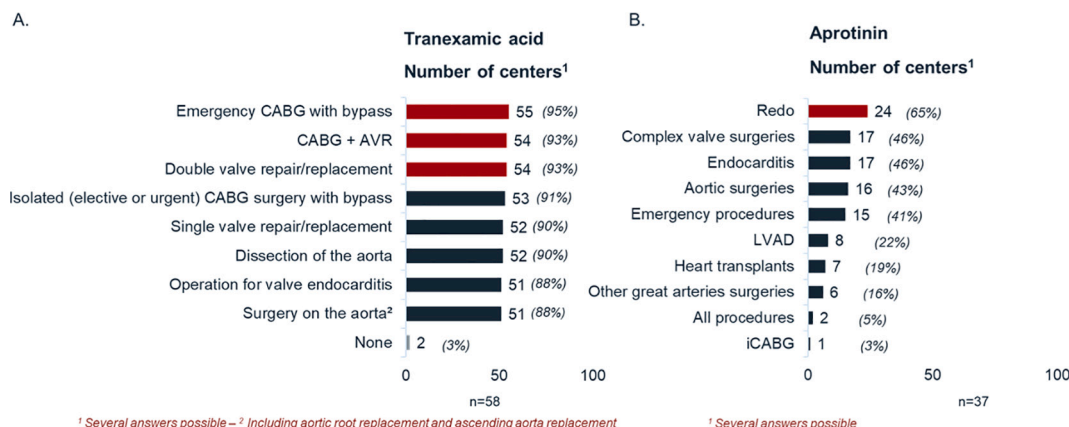 A.
Tranexamic acid
Number of centers¹
Emergency CABG with bypass 55 (95%)
CABG + AVR 54 (93%)
Double valve repair/replacement 54 (93%)
Isolated (elective or urgent) CABG surgery with bypass 53 (91%)
Single valve repair/replacement 52 (90%)
Dissection of the aorta 52 (90%)
Operation for valve endocarditis 51 (88%)
Surgery on the aorta² 51 (88%)
None 2 (3%)
0 50 100
n=58
¹ Several answers possible – ² Including aortic root replacement and ascending aorta replacement
B.
Aprotinin
Number of centers¹
Redo 24 (65%)
Complex valve surgeries 17 (46%)
Endocarditis 17 (46%)
Aortic surgeries 16 (43%)
Emergency procedures 15 (41%)
LVAD 8 (22%)
Heart transplants 7 (19%)
Other great arteries surgeries 6 (16%)
All procedures 2 (5%)
iCABG 1 (3%)
0 50 100
n=37
¹ Several answers possible